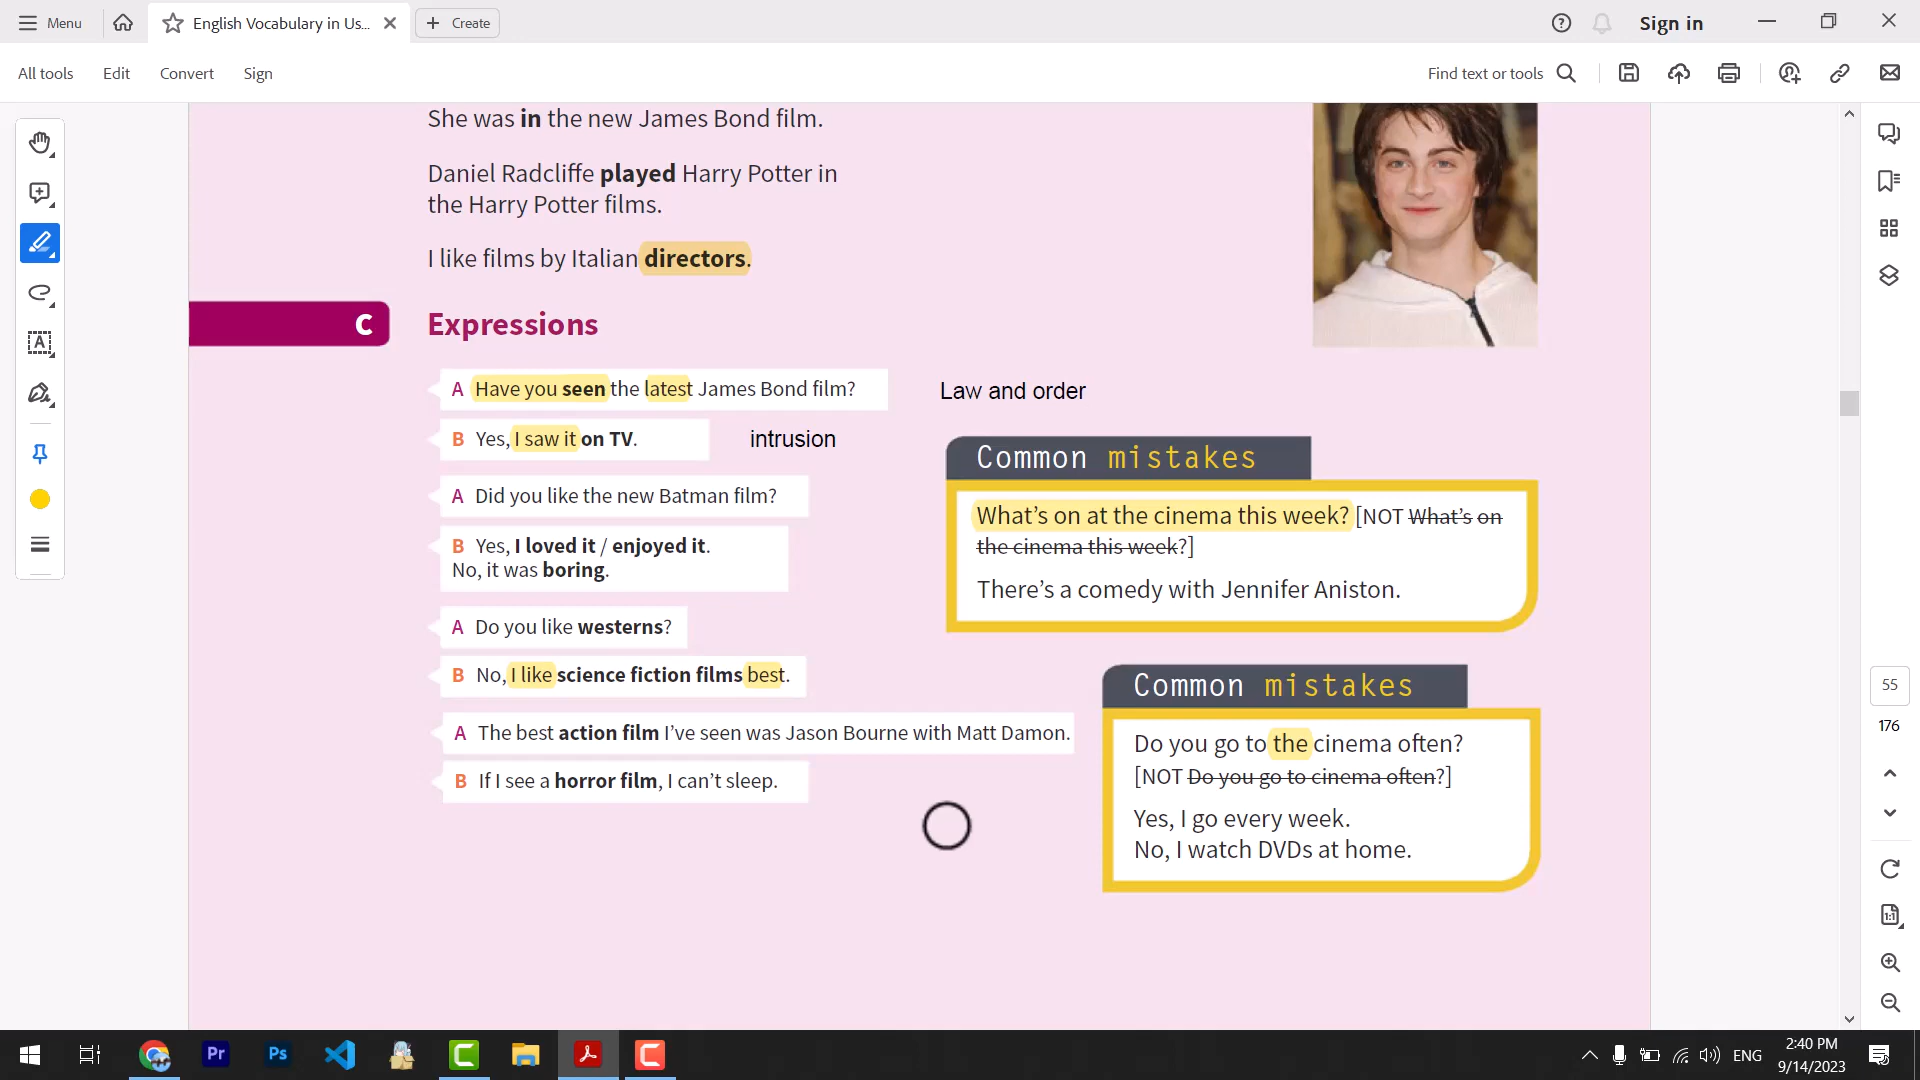 Menu
English Vocabulary in Us...
Create
Sign in
All tools
Edit
Convert
Sign
Find text or tools
She was in the new James Bond film.
Daniel Radcliffe played Harry Potter in
the Harry Potter films.
I like films by Italian directors.
C
Expressions
A Have you seen the latest James Bond film?
Law and order
B Yes, I saw it on TV.
intrusion
A Did you like the new Batman film?
B Yes, I loved it / enjoyed it.
No, it was boring.
A Do you like westerns?
B No, I like science fiction films best.
A The best action film I've seen was Jason Bourne with Matt Damon.
B If I see a horror film, I can't sleep.
Common mistakes
What's on at the cinema this week? [NOT What's on
the cinema this week?]
There's a comedy with Jennifer Aniston.
Common mistakes
Do you go to the cinema often?
[NOT Do you go to cinema often?]
Yes, I go every week.
No, I watch DVDs at home.
55
176
Pr
Ps
ENG
2:40 PM
9/14/2023